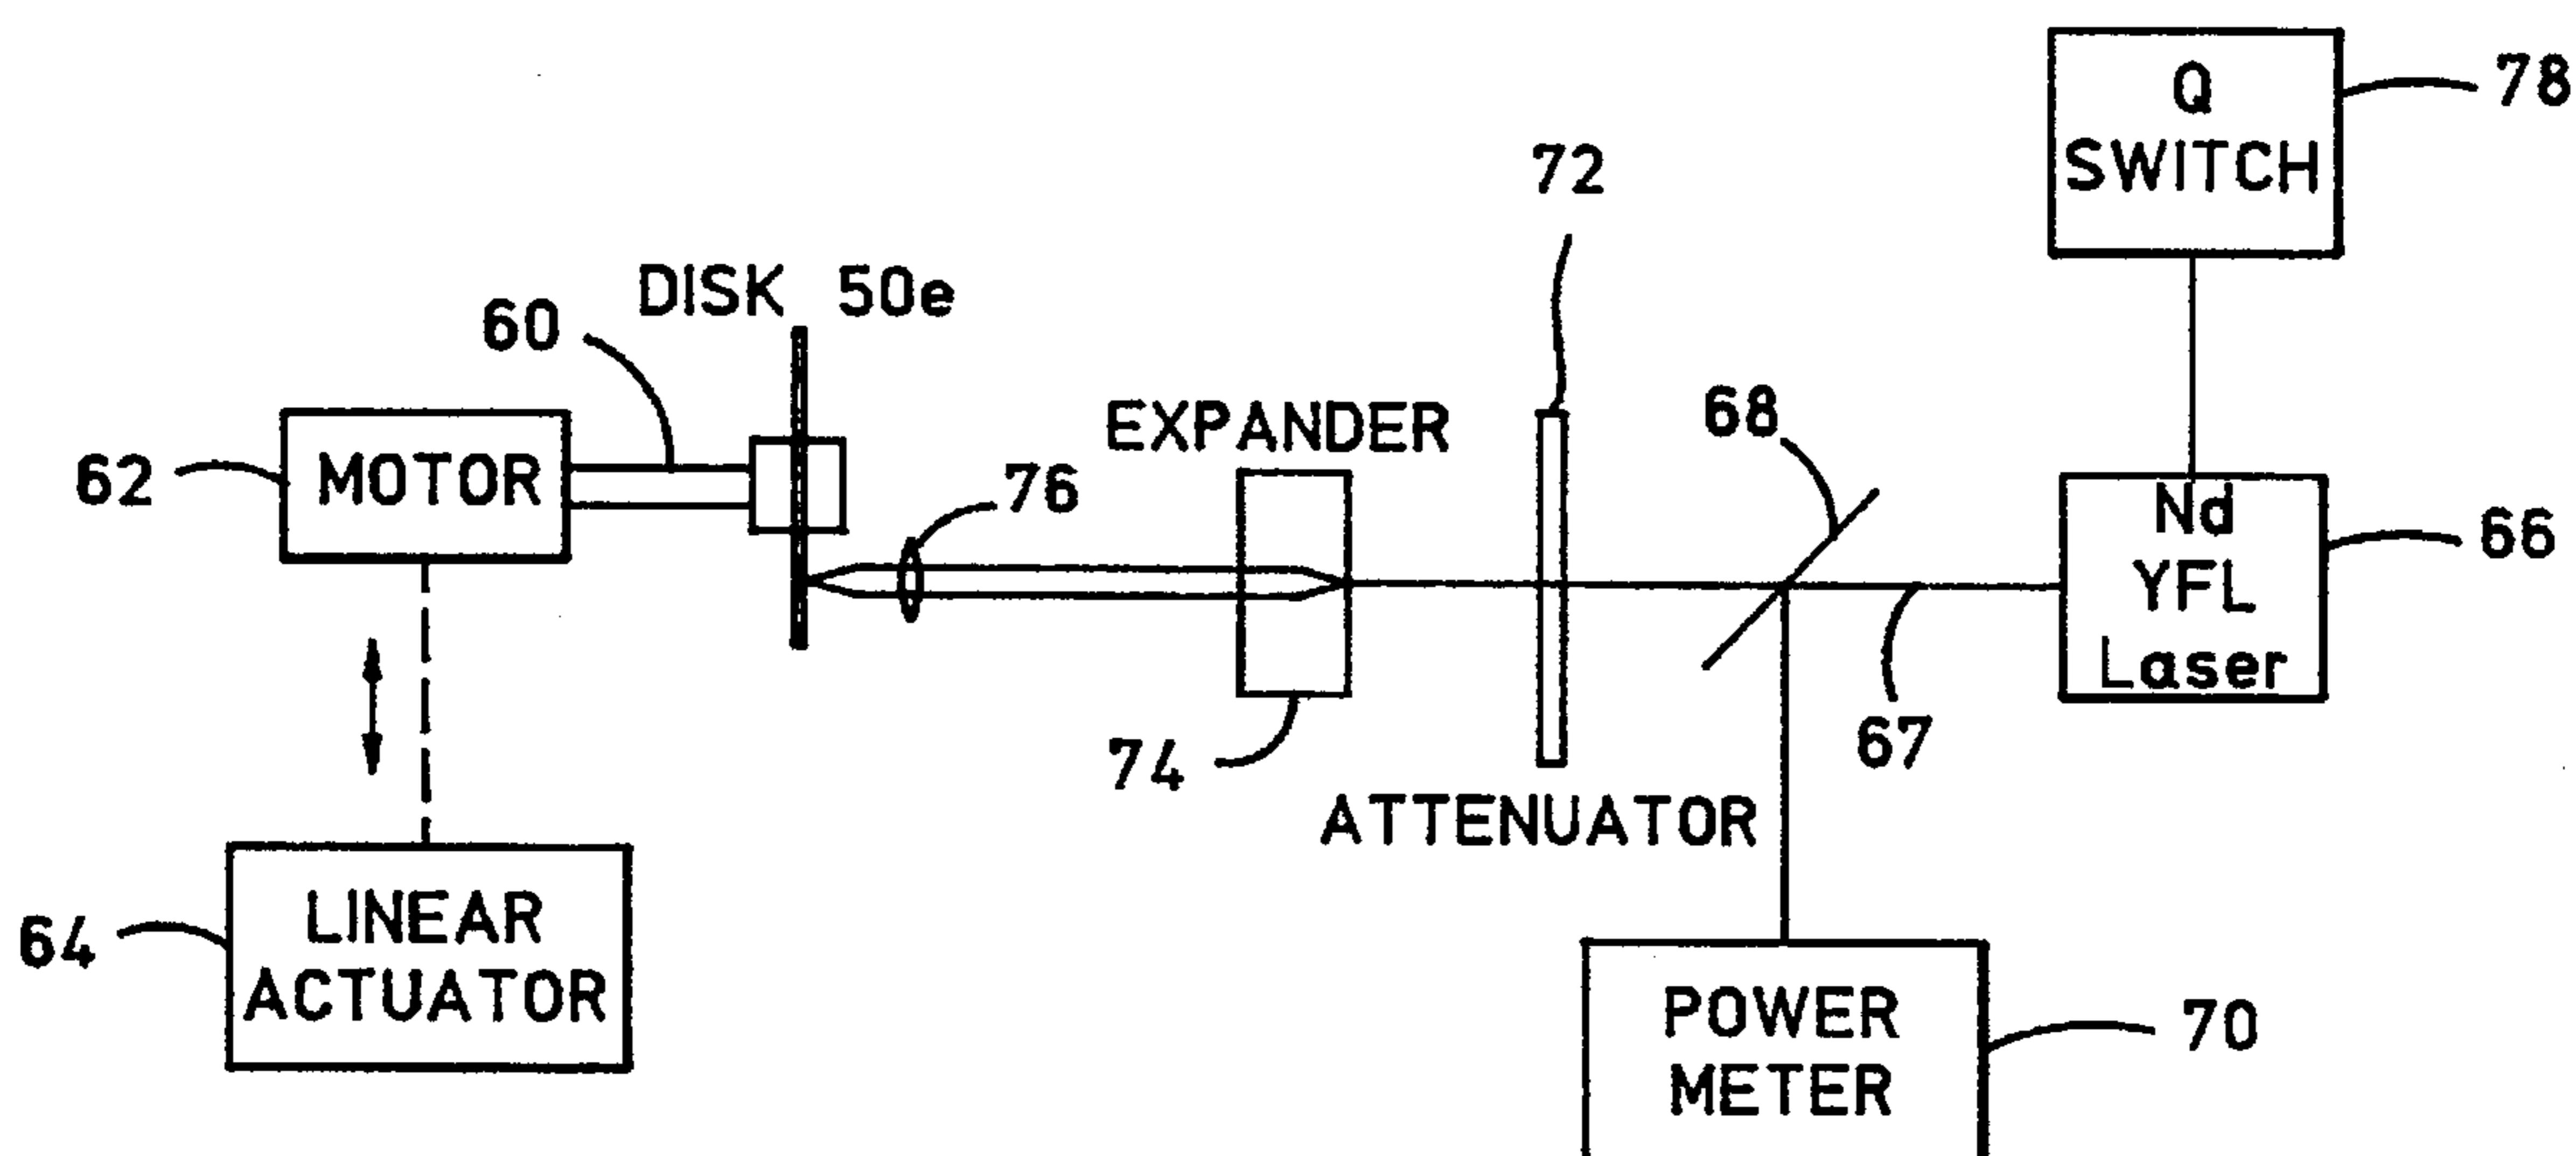 Q
SWITCH
78
72
DISK 50e
60
EXPANDER
68
62
MOTOR
76
Nd
YFL
Laser
66
74
67
ATTENUATOR
64
LINEAR
ACTUATOR
POWER
METER
70